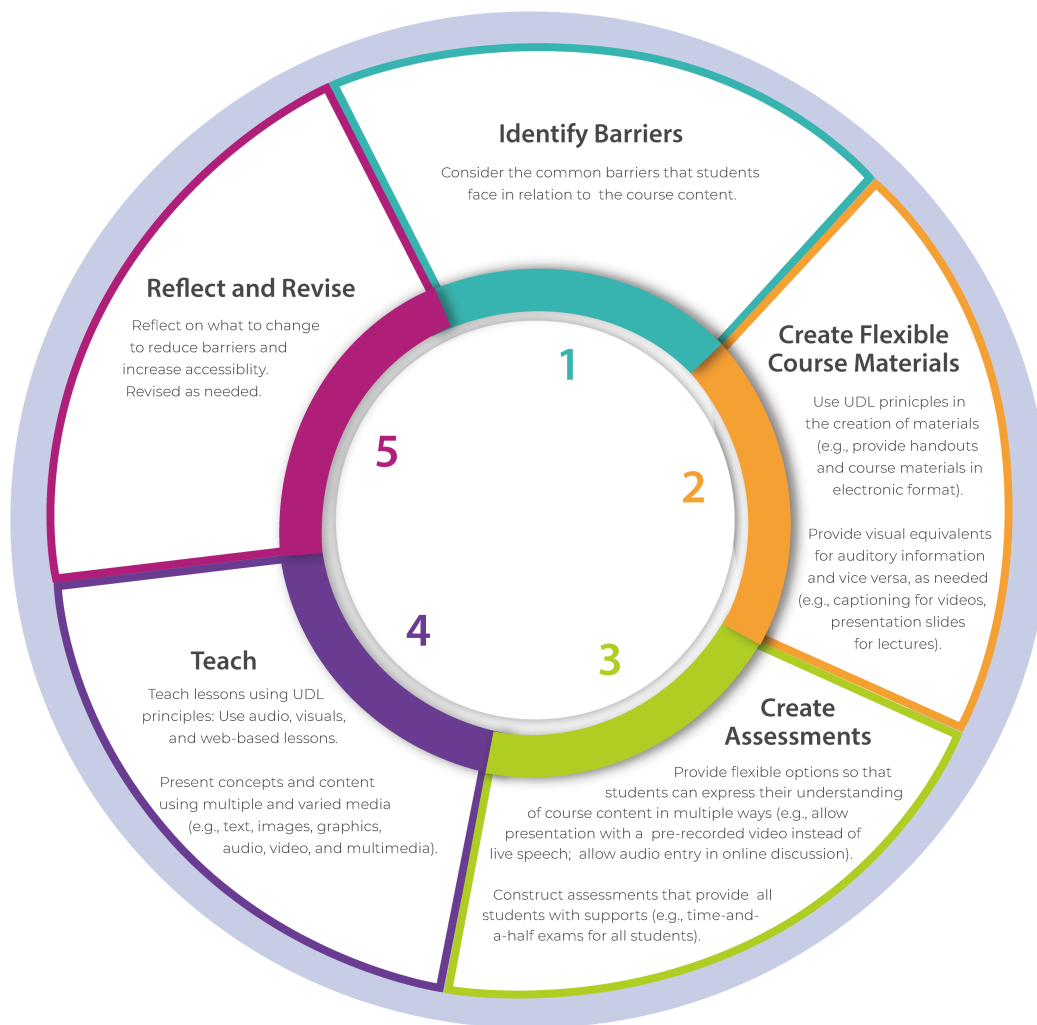 Identify Barriers
Consider the common barriers that students
face in relation to the course content.
1
Create Flexible
Course Materials
Use UDL prinicples in
the creation of materials
(e.g., provide handouts
and course materials in
electronic format).
Provide visual equivalents
for auditory information
and vice versa, as needed
(e.g., captioning for videos,
presentation slides
for lectures).
2
Create
Assessments
Provide flexible options so that
students can express their understanding
of course content in multiple ways (e.g., allow
presentation with a pre-recorded video instead of
live speech; allow audio entry in online discussion).
Construct assessments that provide all
students with supports (e.g., time-and-
a-half exams for all students).
3
Teach
Teach lessons using UDL
principles: Use audio, visuals,
and web-based lessons.
Present concepts and content
using multiple and varied media
(e.g., text, images, graphics,
audio, video, and multimedia).
4
Reflect and Revise
Reflect on what to change
to reduce barriers and
increase accessiblity.
Revised as needed.
5